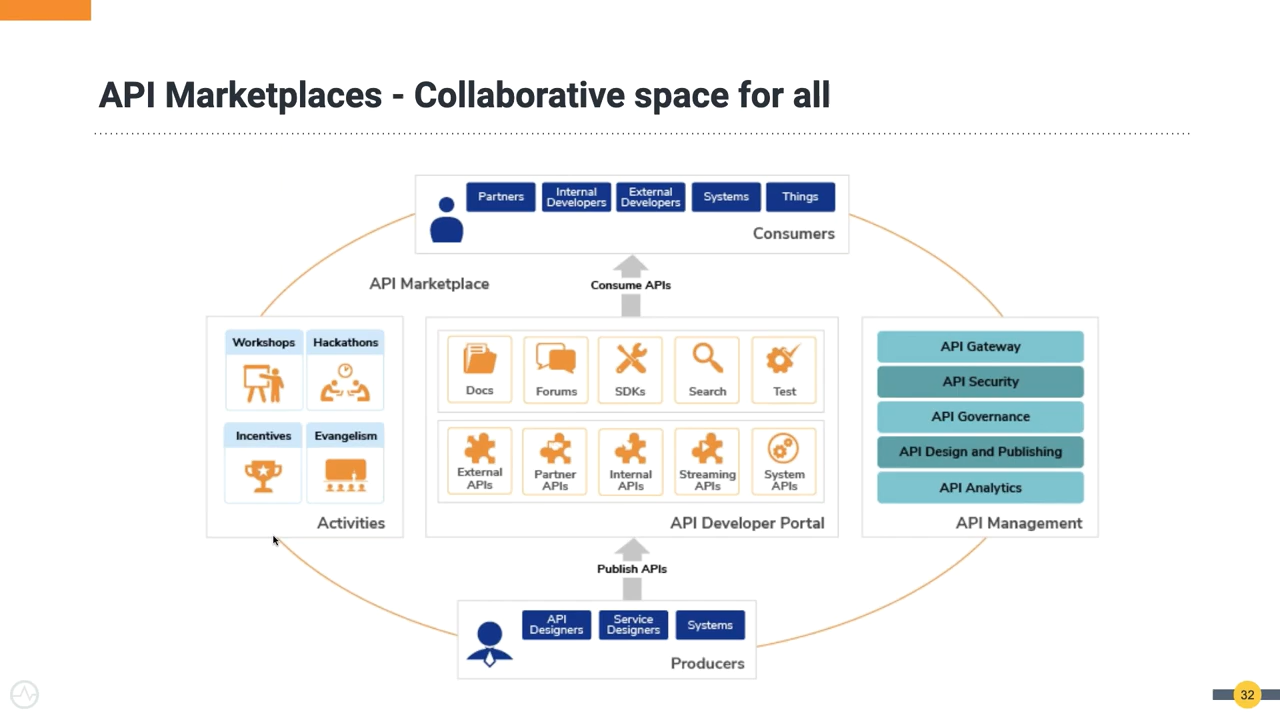 API Marketplaces - Collaborative space for all
Partners
Internal
Developers
External
Developers
Systems
Things
Consumers
API Marketplace
Consume APIs
Workshops
Hackathons
Incentives
Evangelism
Activities
Docs
Forums
SDKs
Search
Test
External
APIs
Partner
APIs
Internal
APIs
Streaming
APIs
System
APIs
API Developer Portal
API Gateway
API Security
API Governance
API Design and Publishing
API Analytics
API Management
Publish APIs
API
Designers
Service
Designers
Systems
Producers
32